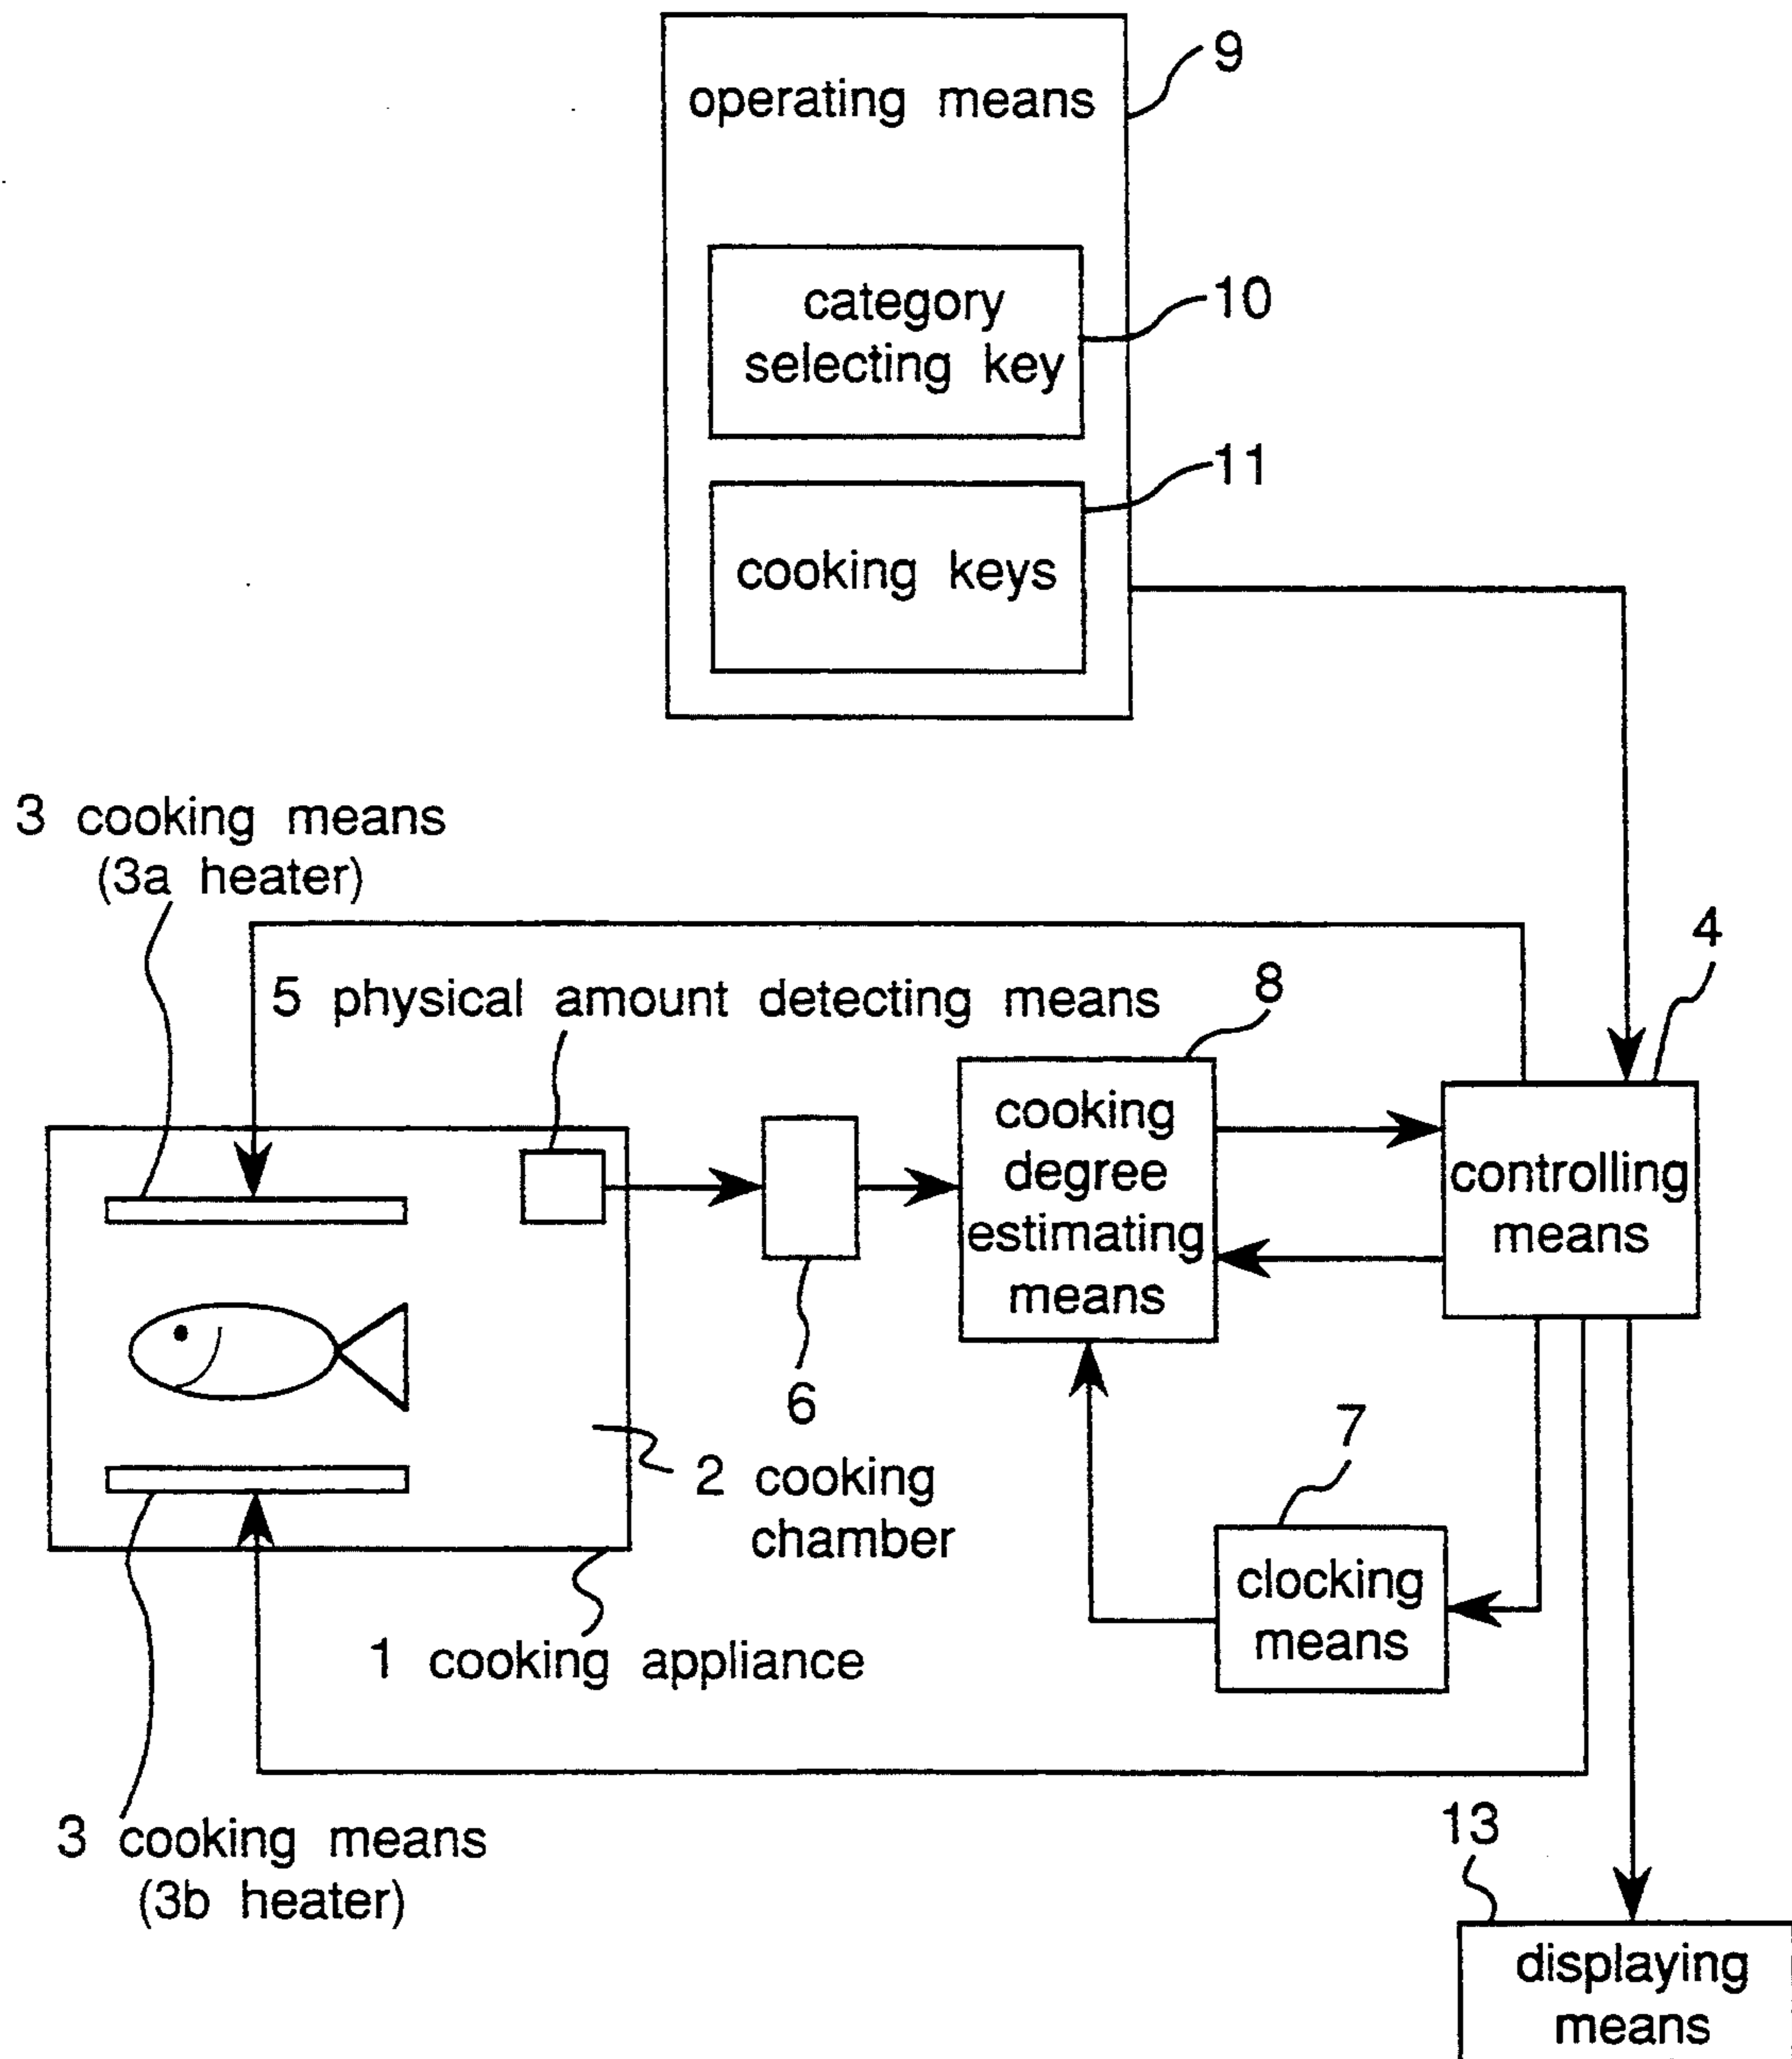 9
operating means
category
selecting key
10
11
cooking keys
3 cooking means
(3a heater)
4
5 physical amount detecting means
8
cooking
degree
estimating
means
controlling
means
6
7
2 cooking
chamber
clocking
means
1 cooking appliance
3 cooking means
(3b heater)
13
displaying
means